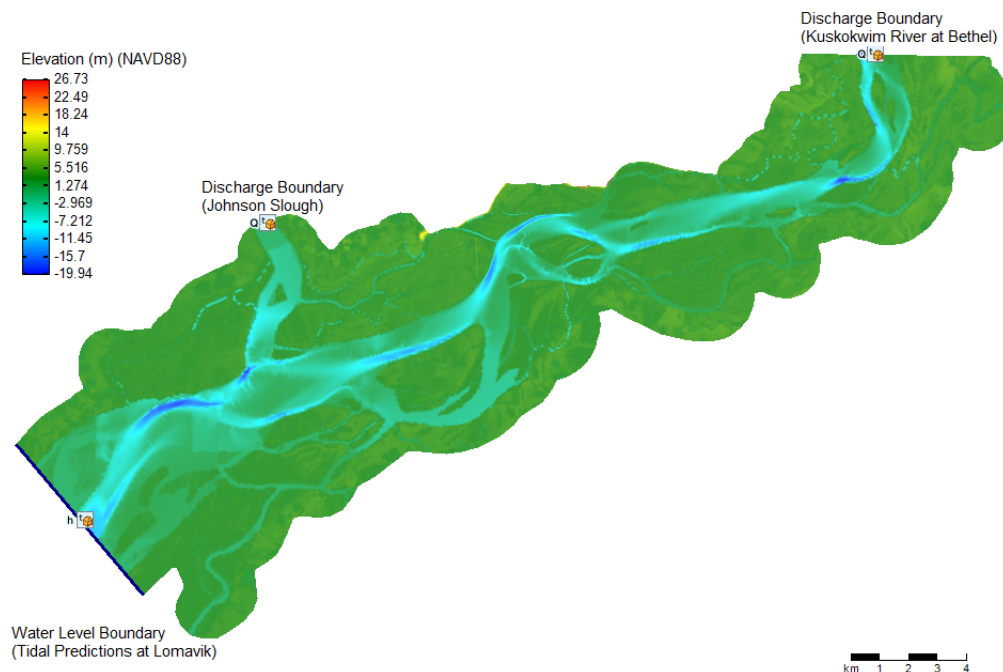 Discharge Boundary
(Kuskokwim River at Bethel)
Q t
Elevation (m) (NAVD88)
26.73
22.49
18.24
14
9.759
5.516
1.274
-2.969
-7.212
-11.45
-15.7
-19.94
Discharge Boundary
(Johnson Slough)
Q t
h t
Water Level Boundary
(Tidal Predictions at Lomavik)
km 1 2 3 4